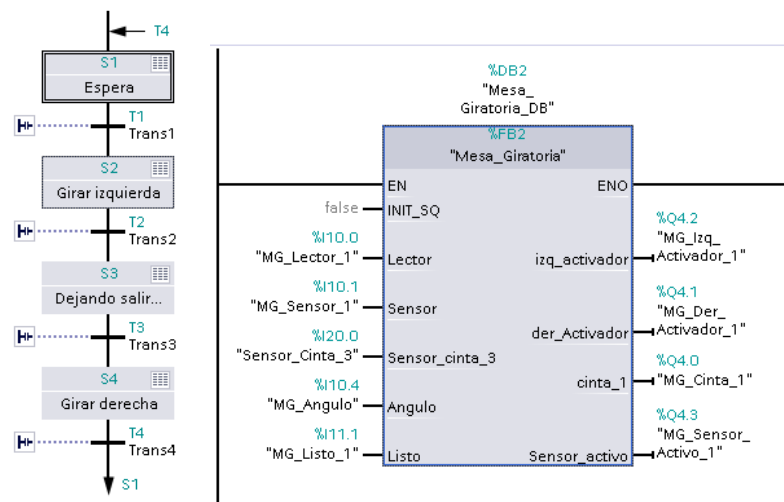 T4
S1
Espera
T1
Trans1
S2
Girar izquierda
T2
Trans2
S3
Dejando salir...
T3
Trans3
S4
Girar derecha
T4
Trans4
S1
%DB2
"Mesa_
Giratoria_DB"
%FB2
"Mesa_Giratoria"
EN
ENO
false
INIT_SQ
%I10.0
"MG_Lector_1"
Lector
%I10.1
"MG_Sensor_1"
Sensor
%I20.0
"Sensor_Cinta_3"
Sensor_cinta_3
%I10.4
"MG_Angulo"
Angulo
%I11.1
"MG_Listo_1"
Listo
izq_activador
%Q4.2
"MG_Izq_
Activador_1"
der_Activador
%Q4.1
"MG_Der_
Activador_1"
cinta_1
%Q4.0
"MG_Cinta_1"
Sensor_activo
%Q4.3
"MG_Sensor_
Activo_1"